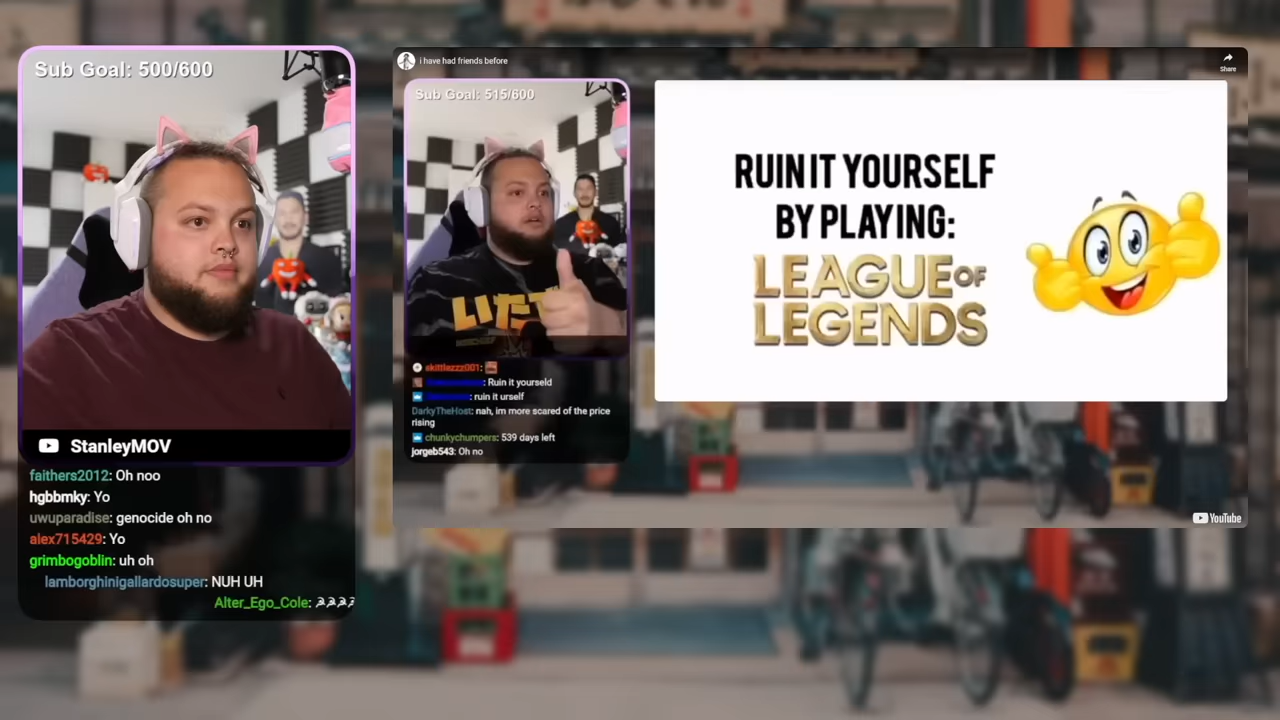 Sub Goal: 500/600
StanleyMOV
faithers2012: Oh noo
hgbbmky: Yo
uwuparadise: genocide oh no
alex715429: Yo
grimbogoblin: uh oh
lamborghinigallardosuper: NUH UH
Alter_Ego_Cole:
i have had friends before
Share
Sub Goal: 515/600
いた
skittlezzz001:
: Ruin it yourseld
: ruin it urself
DarkyTheHost: nah, im more scared of the price
rising
chunkychumpers: 539 days left
jorgeb543: Oh no
RUIN IT YOURSELF
BY PLAYING:
LEAGUE OF
LEGENDS
YouTube